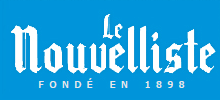 Le
Nouvelliste
FONDÉ EN 1898